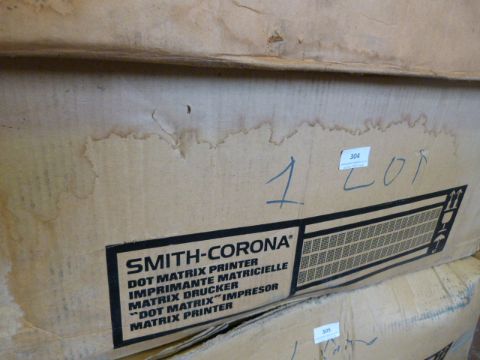 304
1 LOT
SMITH-CORONA®
DOT MATRIX PRINTER
IMPRIMANTE MATRICIELLE
MATRIX DRUCKER
"DOT MATRIX" IMPRESOR
MATRIX PRINTER
305